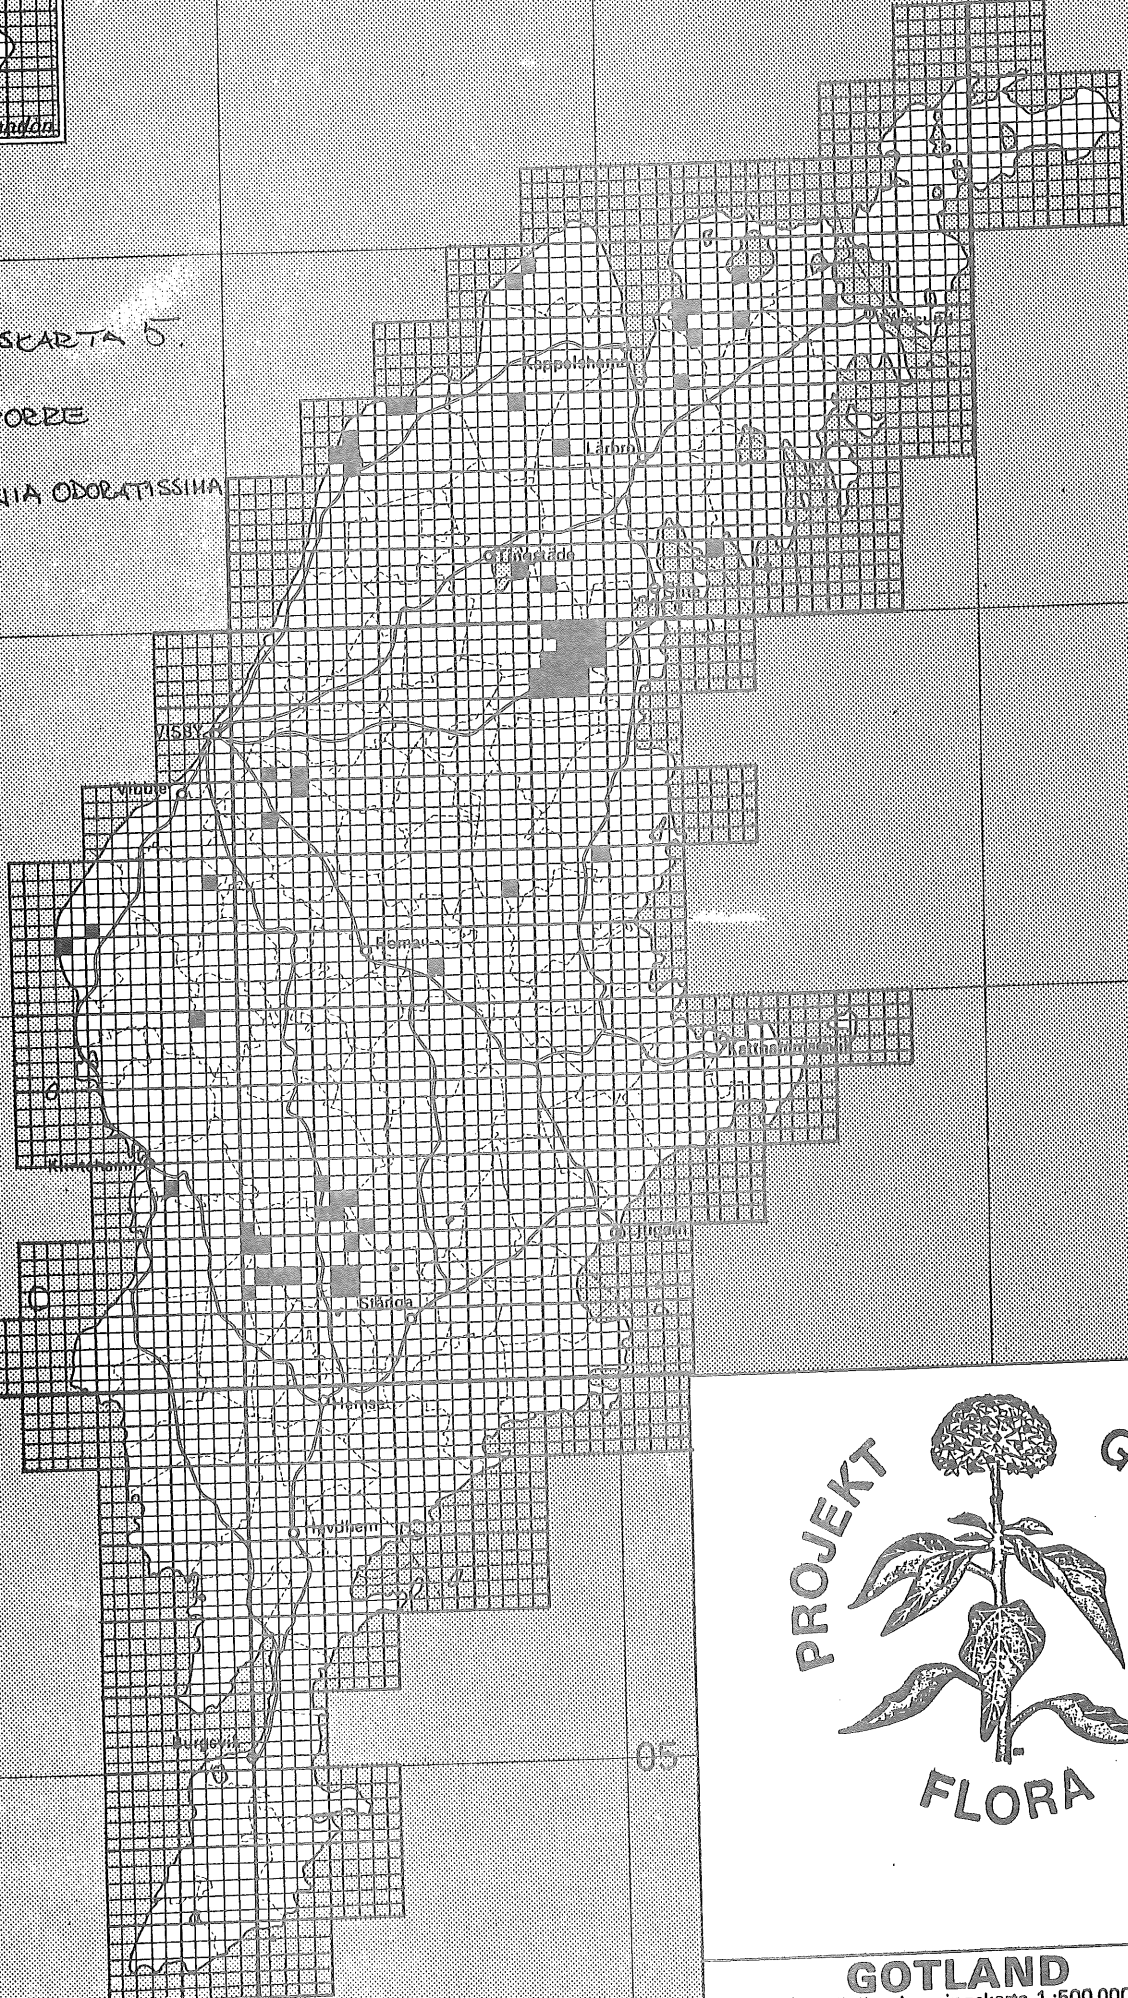 SKARTA 5.
ORRE
NIA ODORATISSIMA
Kappelshamn
Lärbro
Tingstäde
Slite
VISBY
Vibble
Roma
Katthammarsvik
Klintehamn
Ljugarn
Stånga
Hemse
Havdhem
Burgsvik
05
PROJEKT
G
FLORA
GOTLAND